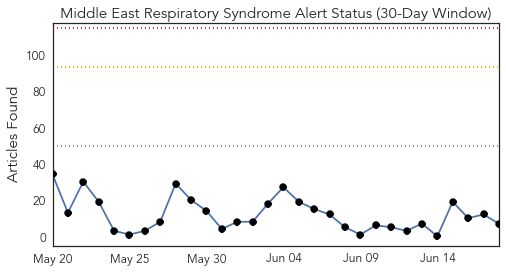 Middle East Respiratory Syndrome Alert Status (30-Day Window)
Articles Found
100
80
60
40
20
0
May 20 May 25 May 30 Jun 04 Jun 09 Jun 14